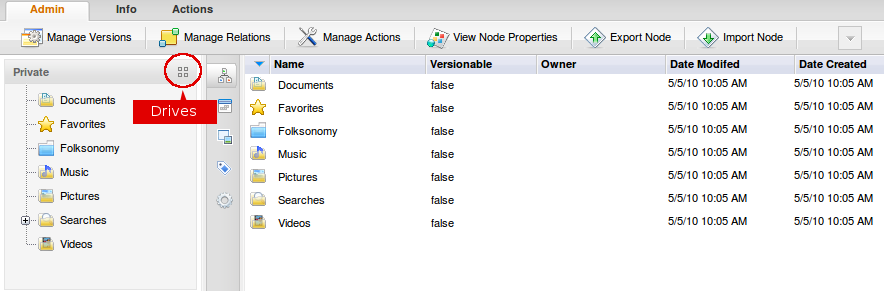 Admin Info Actions
Manage Versions Manage Relations Manage Actions View Node Properties Export Node Import Node
Private
Drives
Documents
Favorites
Folksonomy
Music
Pictures
Searches
Videos
Name Versionable Owner Date Modifed Date Created
Documents false 5/5/10 10:05 AM 5/5/10 10:05 AM
Favorites false 5/5/10 10:05 AM 5/5/10 10:05 AM
Folksonomy false 5/5/10 10:05 AM 5/5/10 10:05 AM
Music false 5/5/10 10:05 AM 5/5/10 10:05 AM
Pictures false 5/5/10 10:05 AM 5/5/10 10:05 AM
Searches false 5/5/10 10:05 AM 5/5/10 10:05 AM
Videos false 5/5/10 10:05 AM 5/5/10 10:05 AM